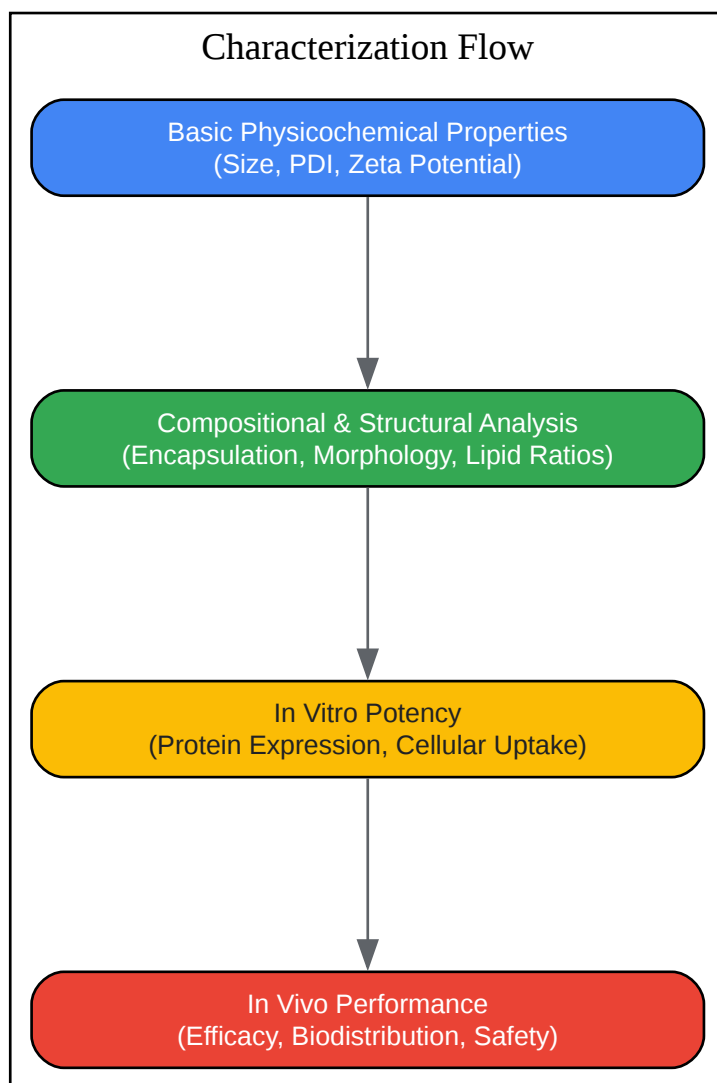 Characterization Flow
Basic Physicochemical Properties
(Size, PDI, Zeta Potential)
Compositional & Structural Analysis
(Encapsulation, Morphology, Lipid Ratios)
In Vitro Potency
(Protein Expression, Cellular Uptake)
In Vivo Performance
(Efficacy, Biodistribution, Safety)